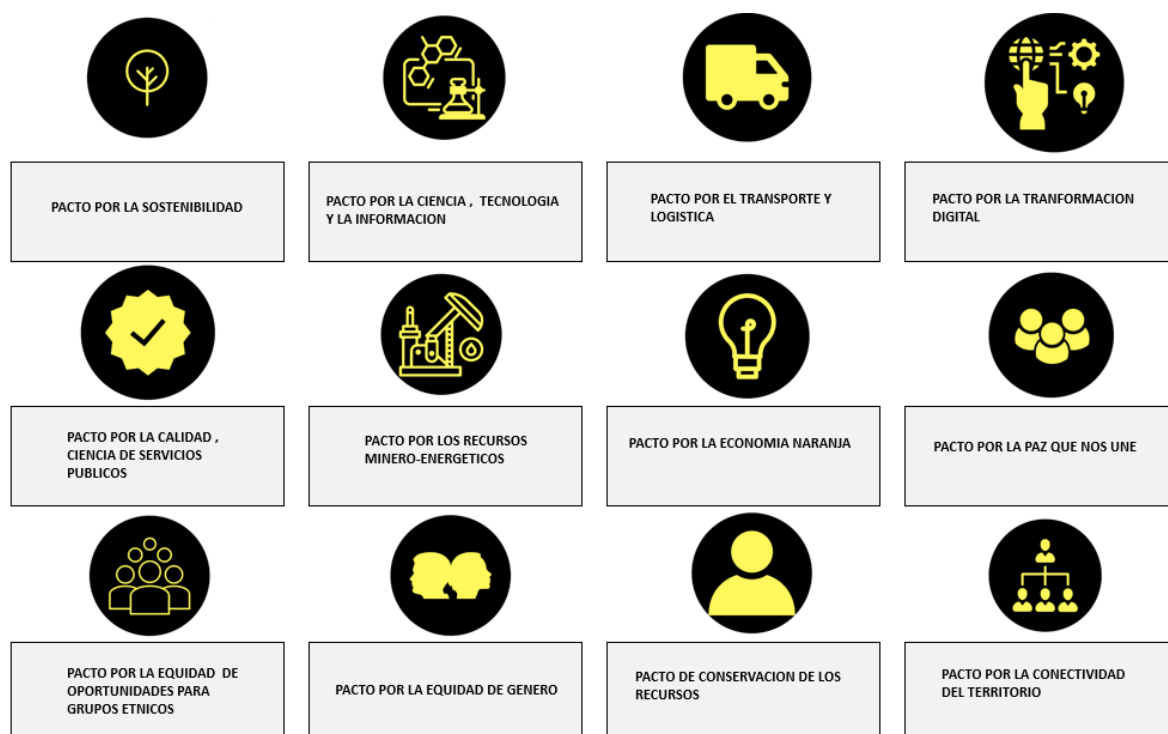 PACTO POR LA SOSTENIBILIDAD
PACTO POR LA CIENCIA , TECNOLOGIA
Y LA INFORMACION
PACTO POR EL TRANSPORTE Y
LOGISTICA
PACTO POR LA TRANFORMACION
DIGITAL
PACTO POR LA CALIDAD ,
CIENCIA DE SERVICIOS
PUBLICOS
PACTO POR LOS RECURSOS
MINERO-ENERGETICOS
PACTO POR LA ECONOMIA NARANJA
PACTO POR LA PAZ QUE NOS UNE
PACTO POR LA EQUIDAD DE
OPORTUNIDADES PARA
GRUPOS ETNICOS
PACTO POR LA EQUIDAD DE GENERO
PACTO DE CONSERVACION DE LOS
RECURSOS
PACTO POR LA CONECTIVIDAD
DEL TERRITORIO